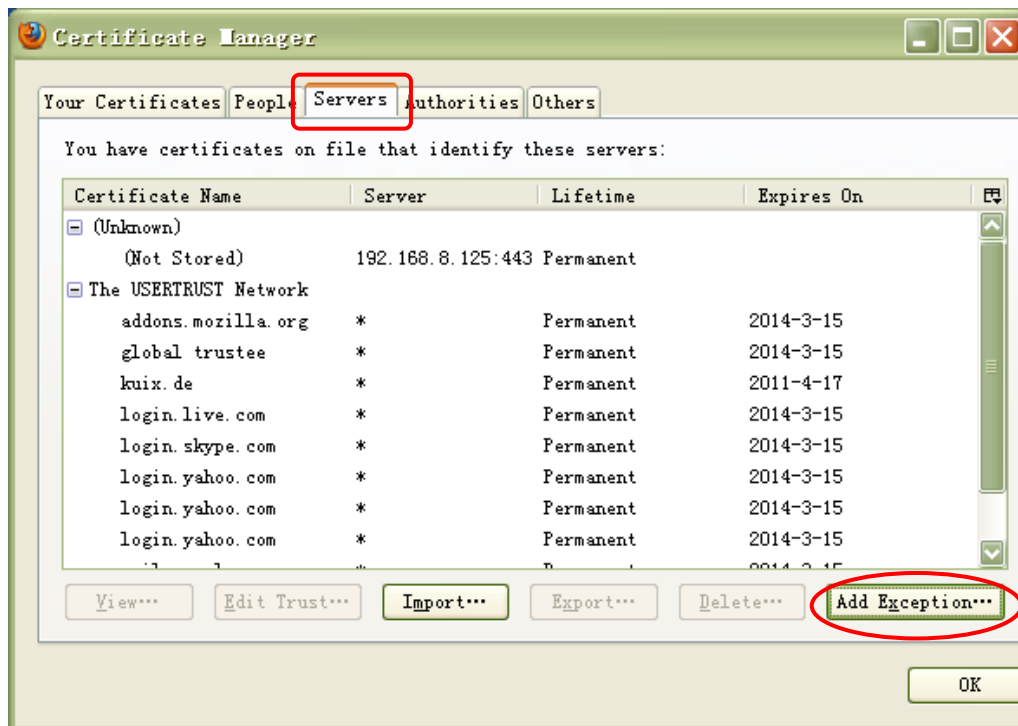 Certificate Manager
Your Certificates People Servers Authorities Others
You have certificates on file that identify these servers:
Certificate Name Server Lifetime Expires On
(Unknown)
(Not Stored) 192.168.8.125:443 Permanent
The USERTRUST Network
addons.mozilla.org * Permanent 2014-3-15
global trustee * Permanent 2014-3-15
kuix.de * Permanent 2011-4-17
login.live.com * Permanent 2014-3-15
login.skype.com * Permanent 2014-3-15
login.yahoo.com * Permanent 2014-3-15
login.yahoo.com * Permanent 2014-3-15
login.yahoo.com * Permanent 2014-3-15
View… Edit Trust… Import… Export… Delete… Add Exception…
OK